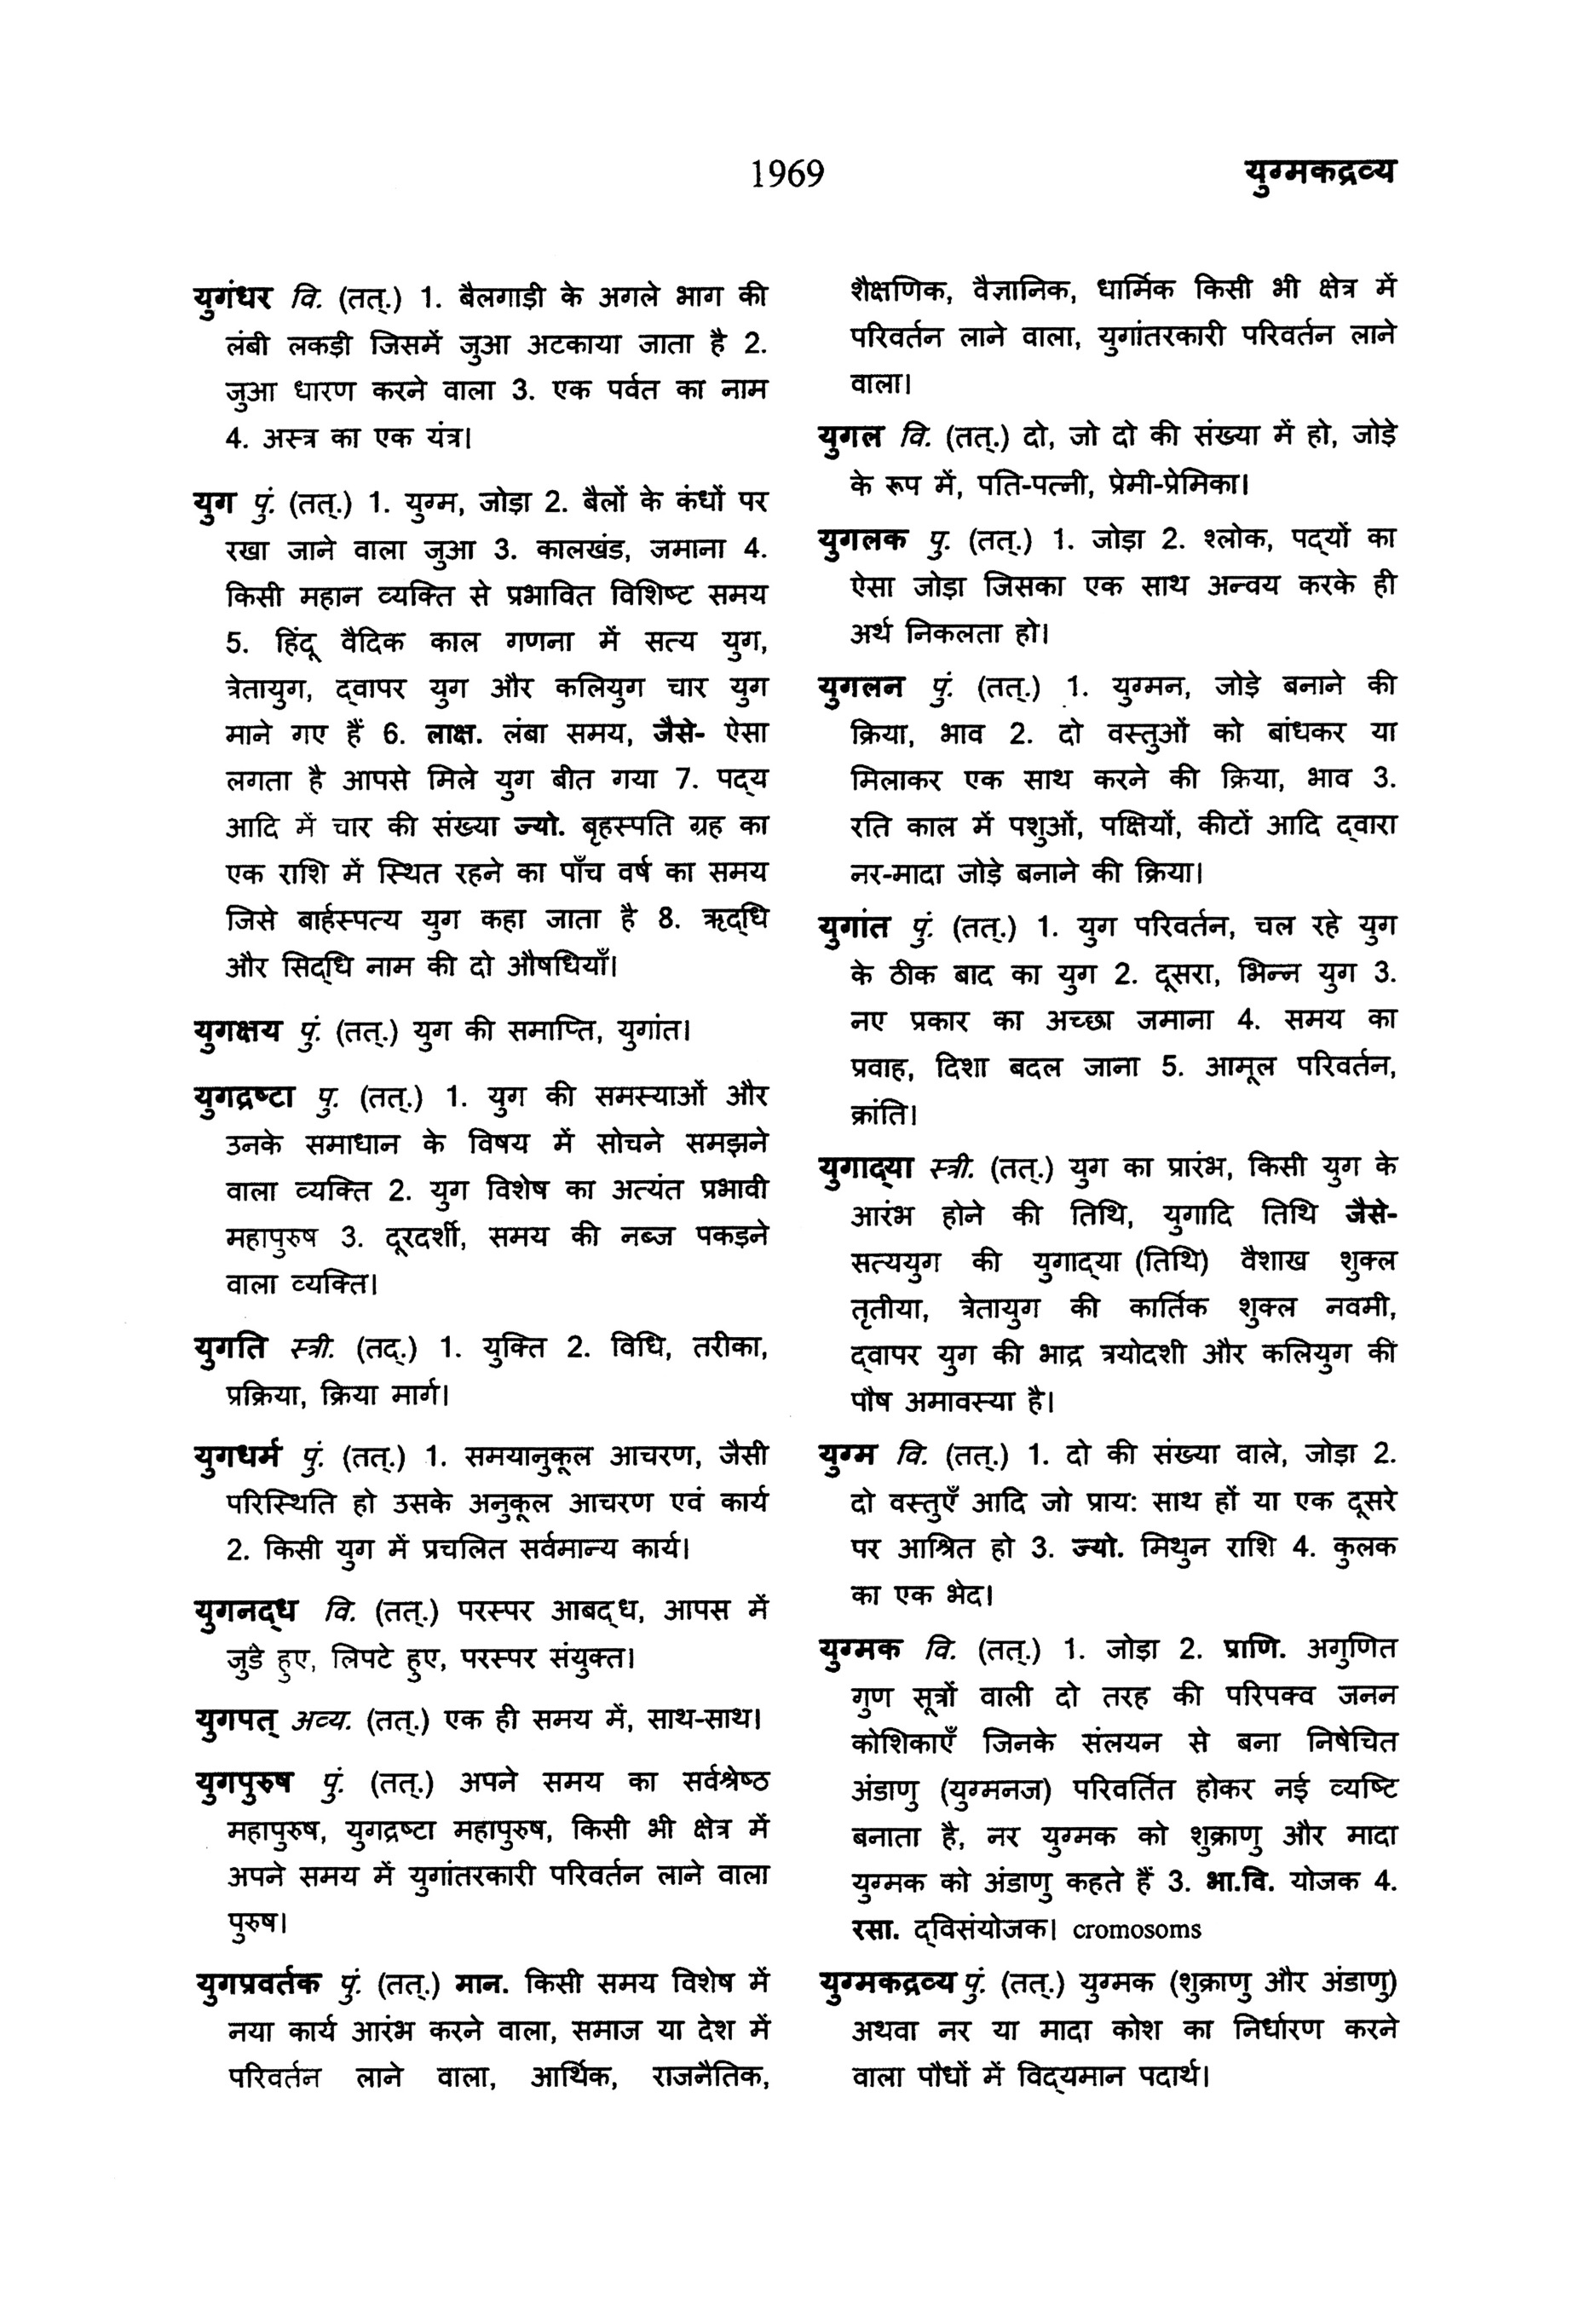 1969
युग्मकद्रव्य
युगंधर वि. (तत्.) 1. बैलगाड़ी के अगले भाग की
लंबी लकड़ी जिसमें जुआ अटकाया जाता है 2.
जुआ धारण करने वाला 3. एक पर्वत का नाम
4. अस्त्र का एक यंत्र।
युग पुं. (तत्.) 1. युग्म, जोड़ा 2. बैलों के कंधों पर
रखा जाने वाला जुआ 3. कालखंड, जमाना 4.
किसी महान व्यक्ति से प्रभावित विशिष्ट समय
5. हिंदू वैदिक काल गणना में सत्य युग,
त्रेतायुग, द्‌वापर युग और कलियुग चार युग
माने गए हैं 6. लाक्ष. लंबा समय, जैसे- ऐसा
लगता है आपसे मिले युग बीत गया 7. पद्‌य
आदि में चार की संख्या ज्यो. बृहस्पति ग्रह का
एक राशि में स्थित रहने का पाँच वर्ष का समय
जिसे बार्हस्पत्य युग कहा जाता है 8. ऋद्‌धि
और सिद्‌धि नाम की दो औषधियाँ।
युगक्षय पुं. (तत्.) युग की समाप्ति, युगांत।
युगद्रष्टा पु. (तत्.) 1. युग की समस्याओं और
उनके समाधान के विषय में सोचने समझने
वाला व्यक्ति 2. युग विशेष का अत्यंत प्रभावी
महापुरुष 3. दूरदर्शी, समय की नब्ज पकड़ने
वाला व्यक्ति।
युगति स्त्री. (तद्.) 1. युक्ति 2. विधि, तरीका,
प्रक्रिया, क्रिया मार्ग।
युगधर्म पुं. (तत्.) 1. समयानुकूल आचरण, जैसी
परिस्थिति हो उसके अनुकूल आचरण एवं कार्य
2. किसी युग में प्रचलित सर्वमान्य कार्य।
युगनद्‌ध वि. (तत्.) परस्पर आबद्‌ध, आपस में
जुडे हुए, लिपटे हुए, परस्पर संयुक्त।
युगपत् अव्य. (तत्.) एक ही समय में, साथ-साथ।
युगपुरुष पुं. (तत्.) अपने समय का सर्वश्रेष्ठ
महापुरुष, युगद्रष्टा महापुरुष, किसी भी क्षेत्र में
अपने समय में युगांतरकारी परिवर्तन लाने वाला
पुरुष।
युगप्रवर्तक पुं. (तत्.) मान. किसी समय विशेष में
नया कार्य आरंभ करने वाला, समाज या देश में
परिवर्तन लाने वाला, आर्थिक, राजनैतिक,
शैक्षणिक, वैज्ञानिक, धार्मिक किसी भी क्षेत्र में
परिवर्तन लाने वाला, युगांतरकारी परिवर्तन लाने
वाला।
युगल वि. (तत्.) दो, जो दो की संख्या में हो, जोड़े
के रूप में, पति-पत्नी, प्रेमी-प्रेमिका।
युगलक पु. (तत्.) 1. जोड़ा 2. श्लोक, पद्‌यों का
ऐसा जोड़ा जिसका एक साथ अन्वय करके ही
अर्थ निकलता हो।
युगलन पुं. (तत्.) 1. युग्मन, जोड़े बनाने की
क्रिया, भाव 2. दो वस्तुओं को बांधकर या
मिलाकर एक साथ करने की क्रिया, भाव 3.
रति काल में पशुओं, पक्षियों, कीटों आदि द्‌वारा
नर-मादा जोड़े बनाने की क्रिया।
युगांत पुं. (तत्.) 1. युग परिवर्तन, चल रहे युग
के ठीक बाद का युग 2. दूसरा, भिन्न युग 3.
नए प्रकार का अच्छा जमाना 4. समय का
प्रवाह, दिशा बदल जाना 5. आमूल परिवर्तन,
क्रांति।
युगाद्‌या स्त्री. (तत्.) युग का प्रारंभ, किसी युग के
आरंभ होने की तिथि, युगादि तिथि जैसे-
सत्ययुग की युगाद्‌या (तिथि) वैशाख शुक्ल
तृतीया, त्रेतायुग की कार्तिक शुक्ल नवमी,
द्‌वापर युग की भाद्र त्रयोदशी और कलियुग की
पौष अमावस्या है।
युग्म वि. (तत्.) 1. दो की संख्या वाले, जोड़ा 2.
दो वस्तुएँ आदि जो प्राय: साथ हों या एक दूसरे
पर आश्रित हो 3. ज्यो. मिथुन राशि 4. कुलक
का एक भेद।
युग्मक वि. (तत्.) 1. जोड़ा 2. प्राणि. अगुणित
गुण सूत्रों वाली दो तरह की परिपक्व जनन
कोशिकाएँ जिनके संलयन से बना निषेचित
अंडाणु (युग्मनज) परिवर्तित होकर नई व्यष्टि
बनाता है, नर युग्मक को शुक्राणु और मादा
युग्मक को अंडाणु कहते हैं 3. भा.वि. योजक 4.
रसा. द्‌विसंयोजक। cromosoms
युग्मकद्रव्य पुं. (तत्.) युग्मक (शुक्राणु और अंडाणु)
अथवा नर या मादा कोश का निर्धारण करने
वाला पौधों में विद्‌यमान पदार्थ।